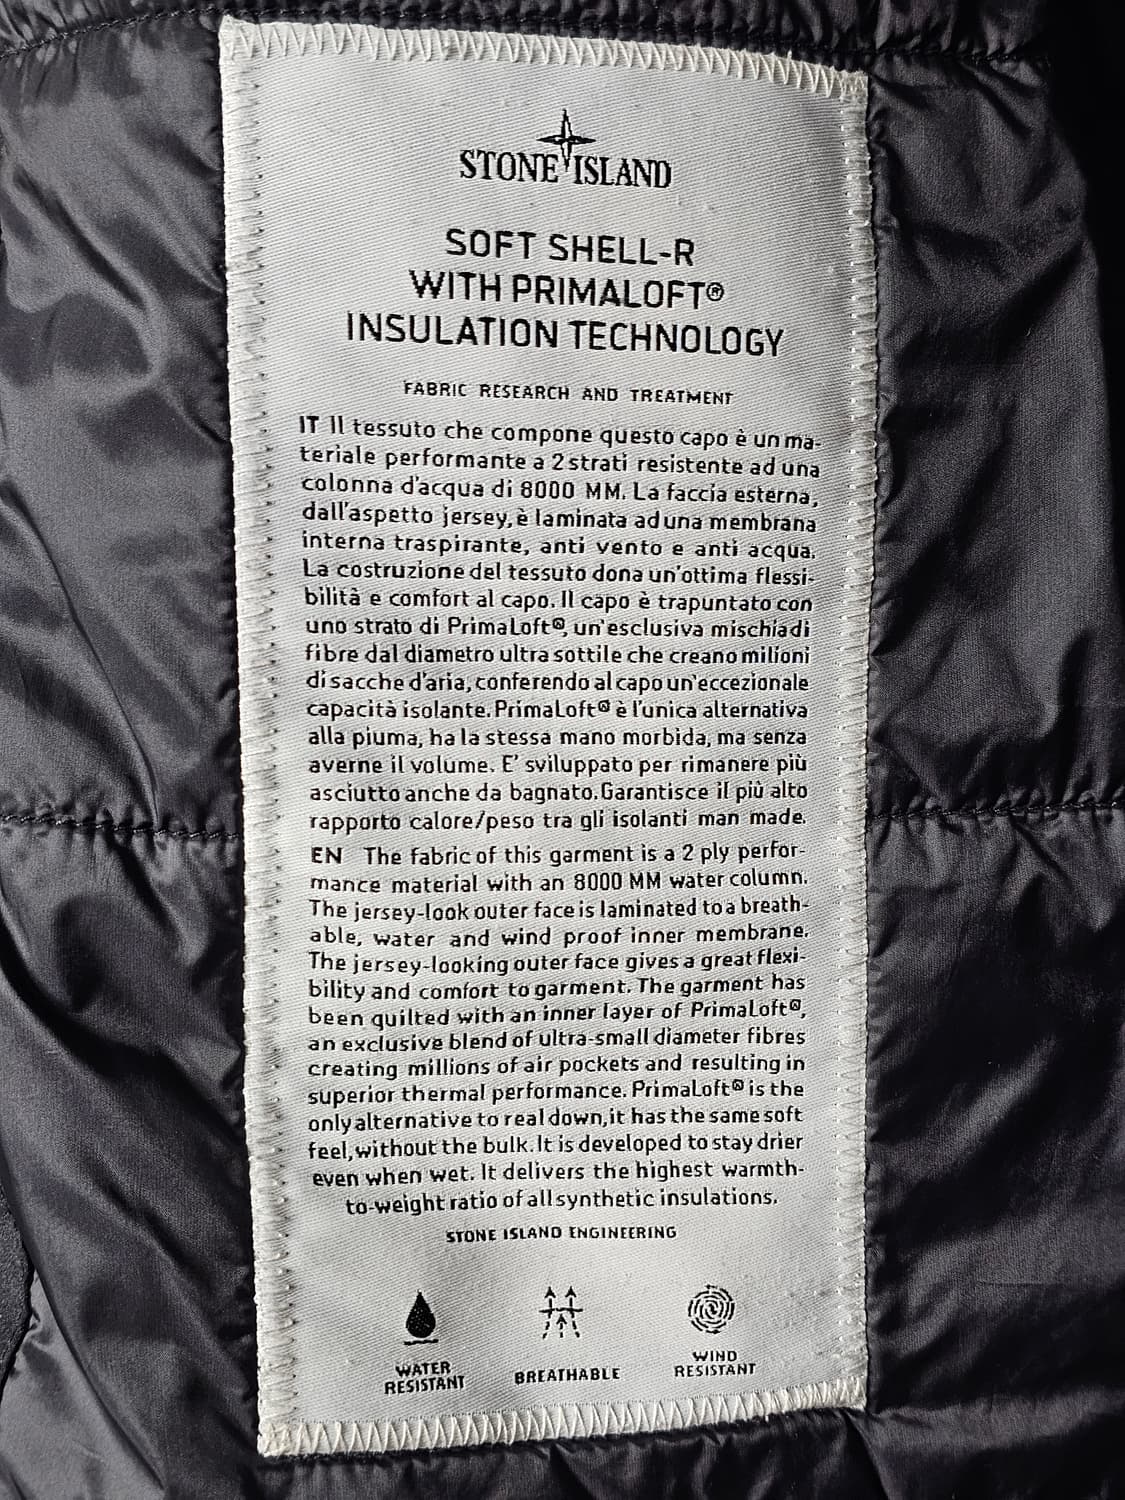 STONE ISLAND
SOFT SHELL-R
WITH PRIMALOFT®
INSULATION TECHNOLOGY
FABRIC RESEARCH AND TREATMENT
IT Il tessuto che compone questo capo è un ma-
teriale performante a 2 strati resistente ad una
colonna d'acqua di 8000 MM. La faccia esterna,
dall'aspetto jersey, è laminata ad una membrana
interna traspirante, anti vento e anti acqua.
La costruzione del tessuto dona un'ottima flessi-
bilità e comfort al capo. Il capo è trapuntato con
uno strato di PrimaLoft®, un'esclusiva mischia di
fibre dal diametro ultra sottile che creano milioni
di sacche d'aria, conferendo al capo un'eccezionale
capacità isolante. PrimaLoft® è l'unica alternativa
alla piuma, ha la stessa mano morbida, ma senza
averne il volume. E' sviluppato per rimanere più
asciutto anche da bagnato. Garantisce il più alto
rapporto calore/peso tra gli isolanti man made.
EN The fabric of this garment is a 2 ply perfor-
mance material with an 8000 MM water column.
The jersey-look outer face is laminated to a breath-
able, water and wind proof inner membrane.
The jersey-looking outer face gives a great flexi-
bility and comfort to garment. The garment has
been quilted with an inner layer of PrimaLoft®,
an exclusive blend of ultra-small diameter fibres
creating millions of air pockets and resulting in
superior thermal performance. PrimaLoft® is the
only alternative to real down, it has the same soft
feel, without the bulk. It is developed to stay drier
even when wet. It delivers the highest warmth-
to-weight ratio of all synthetic insulations.
STONE ISLAND ENGINEERING
WATER
RESISTANT
BREATHABLE
WIND
RESISTANT